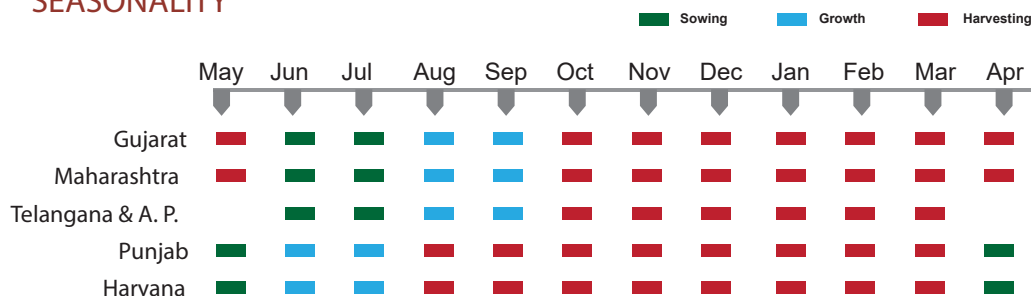 SEASONALITY
Sowing Growth Harvesting
May Jun Jul Aug Sep Oct Nov Dec Jan Feb Mar Apr
Gujarat
Maharashtra
Telangana & A. P.
Punjab
Haryana